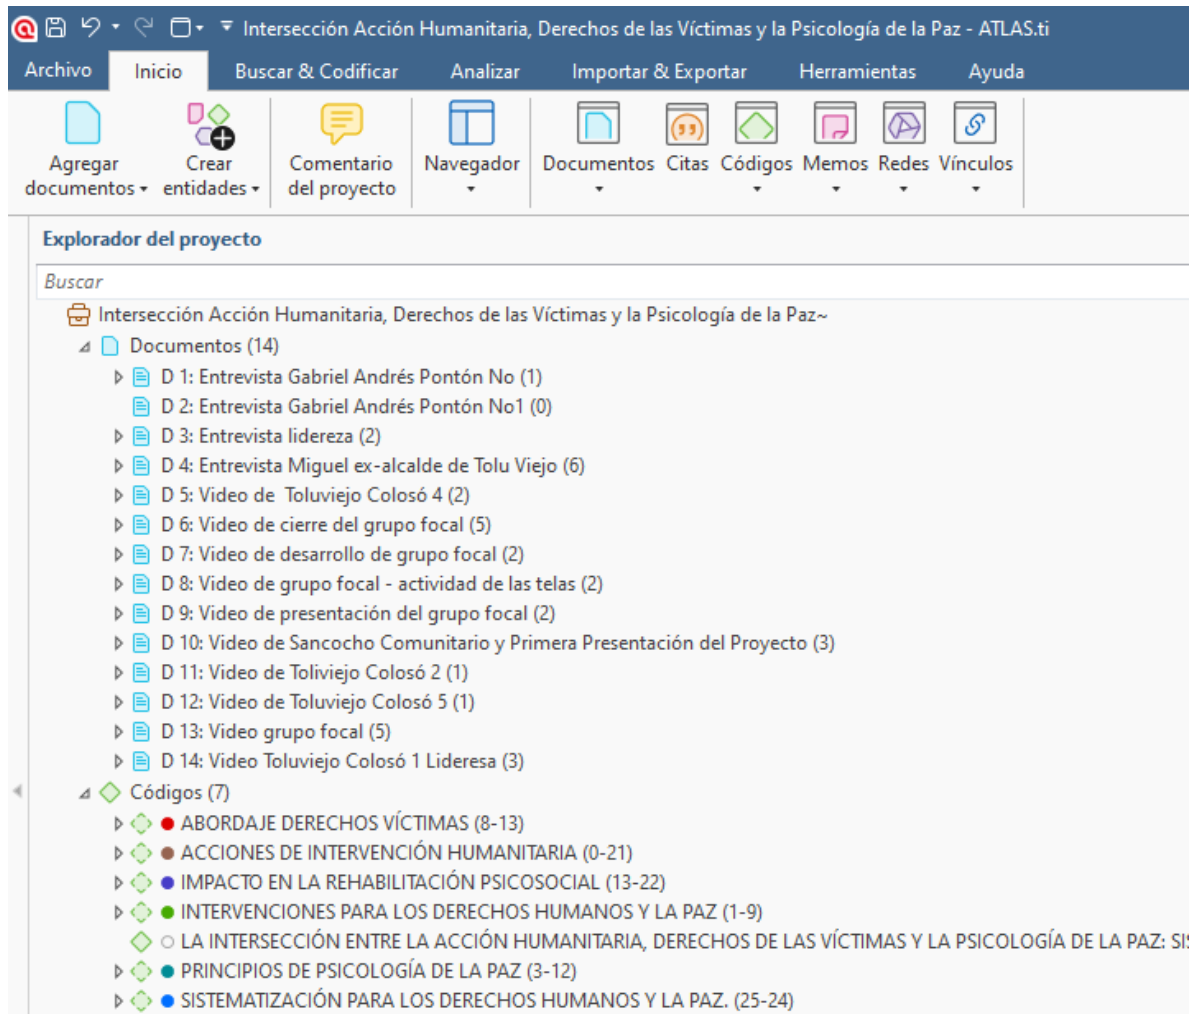 Intersección Acción Humanitaria, Derechos de las Víctimas y la Psicología de la Paz - ATLAS.ti
Archivo Inicio Buscar & Codificar Analizar Importar & Exportar Herramientas Ayuda
Agregar documentos
Crear entidades
Comentario del proyecto
Navegador
Documentos
Citas
Códigos
Memos
Redes
Vínculos
Explorador del proyecto
Buscar
Intersección Acción Humanitaria, Derechos de las Víctimas y la Psicología de la Paz~
Documentos (14)
D 1: Entrevista Gabriel Andrés Pontón No (1)
D 2: Entrevista Gabriel Andrés Pontón No1 (0)
D 3: Entrevista lidereza (2)
D 4: Entrevista Miguel ex-alcalde de Tolu Viejo (6)
D 5: Video de Toluviejo Colosó 4 (2)
D 6: Video de cierre del grupo focal (5)
D 7: Video de desarrollo de grupo focal (2)
D 8: Video de grupo focal - actividad de las telas (2)
D 9: Video de presentación del grupo focal (2)
D 10: Video de Sancocho Comunitario y Primera Presentación del Proyecto (3)
D 11: Video de Toliviejo Colosó 2 (1)
D 12: Video de Toluviejo Colosó 5 (1)
D 13: Video grupo focal (5)
D 14: Video Toluviejo Colosó 1 Lideresa (3)
Códigos (7)
ABORDAJE DERECHOS VÍCTIMAS (8-13)
ACCIONES DE INTERVENCIÓN HUMANITARIA (0-21)
IMPACTO EN LA REHABILITACIÓN PSICOSOCIAL (13-22)
INTERVENCIONES PARA LOS DERECHOS HUMANOS Y LA PAZ (1-9)
LA INTERSECCIÓN ENTRE LA ACCIÓN HUMANITARIA, DERECHOS DE LAS VÍCTIMAS Y LA PSICOLOGÍA DE LA PAZ: SIS
PRINCIPIOS DE PSICOLOGÍA DE LA PAZ (3-12)
SISTEMATIZACIÓN PARA LOS DERECHOS HUMANOS Y LA PAZ. (25-24)